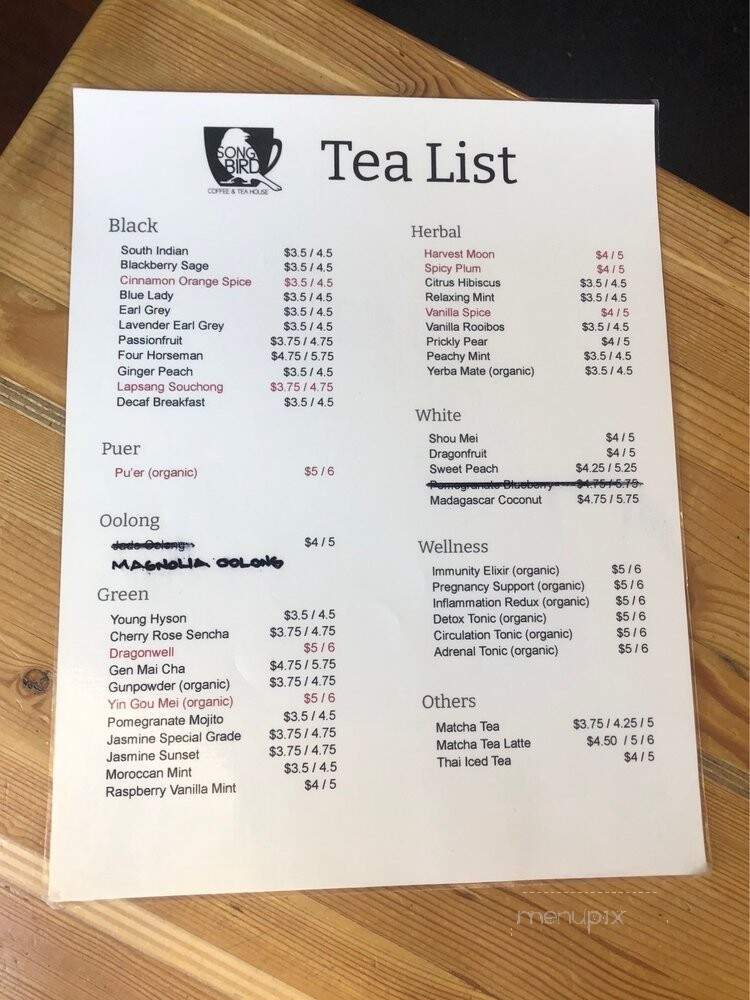 SONG
BIRD
COFFEE & TEA HOUSE
Tea List
Black
South Indian $3.5 / 4.5
Blackberry Sage $3.5 / 4.5
Cinnamon Orange Spice $3.5 / 4.5
Blue Lady $3.5 / 4.5
Earl Grey $3.5 / 4.5
Lavender Earl Grey $3.5 / 4.5
Passionfruit $3.75 / 4.75
Four Horseman $4.75 / 5.75
Ginger Peach $3.5 / 4.5
Lapsang Souchong $3.75 / 4.75
Decaf Breakfast $3.5 / 4.5
Puer
Pu'er (organic) $5 / 6
Oolong
Jade Oolong $4 / 5
MAGNOLIA OOLONG
Green
Young Hyson $3.5 / 4.5
Cherry Rose Sencha $3.75 / 4.75
Dragonwell $5 / 6
Gen Mai Cha $4.75 / 5.75
Gunpowder (organic) $3.75 / 4.75
Yin Gou Mei (organic) $5 / 6
Pomegranate Mojito $3.5 / 4.5
Jasmine Special Grade $3.75 / 4.75
Jasmine Sunset $3.75 / 4.75
Moroccan Mint $3.5 / 4.5
Raspberry Vanilla Mint $4 / 5
Herbal
Harvest Moon $4 / 5
Spicy Plum $4 / 5
Citrus Hibiscus $3.5 / 4.5
Relaxing Mint $3.5 / 4.5
Vanilla Spice $4 / 5
Vanilla Rooibos $3.5 / 4.5
Prickly Pear $4 / 5
Peachy Mint $3.5 / 4.5
Yerba Mate (organic) $3.5 / 4.5
White
Shou Mei $4 / 5
Dragonfruit $4 / 5
Sweet Peach $4.25 / 5.25
Pomegranate Blueberry $4.75 / 5.75
Madagascar Coconut $4.75 / 5.75
Wellness
Immunity Elixir (organic) $5 / 6
Pregnancy Support (organic) $5 / 6
Inflammation Redux (organic) $5 / 6
Detox Tonic (organic) $5 / 6
Circulation Tonic (organic) $5 / 6
Adrenal Tonic (organic) $5 / 6
Others
Matcha Tea $3.75 / 4.25 / 5
Matcha Tea Latte $4.50 / 5 / 6
Thai Iced Tea $4 / 5
menupix